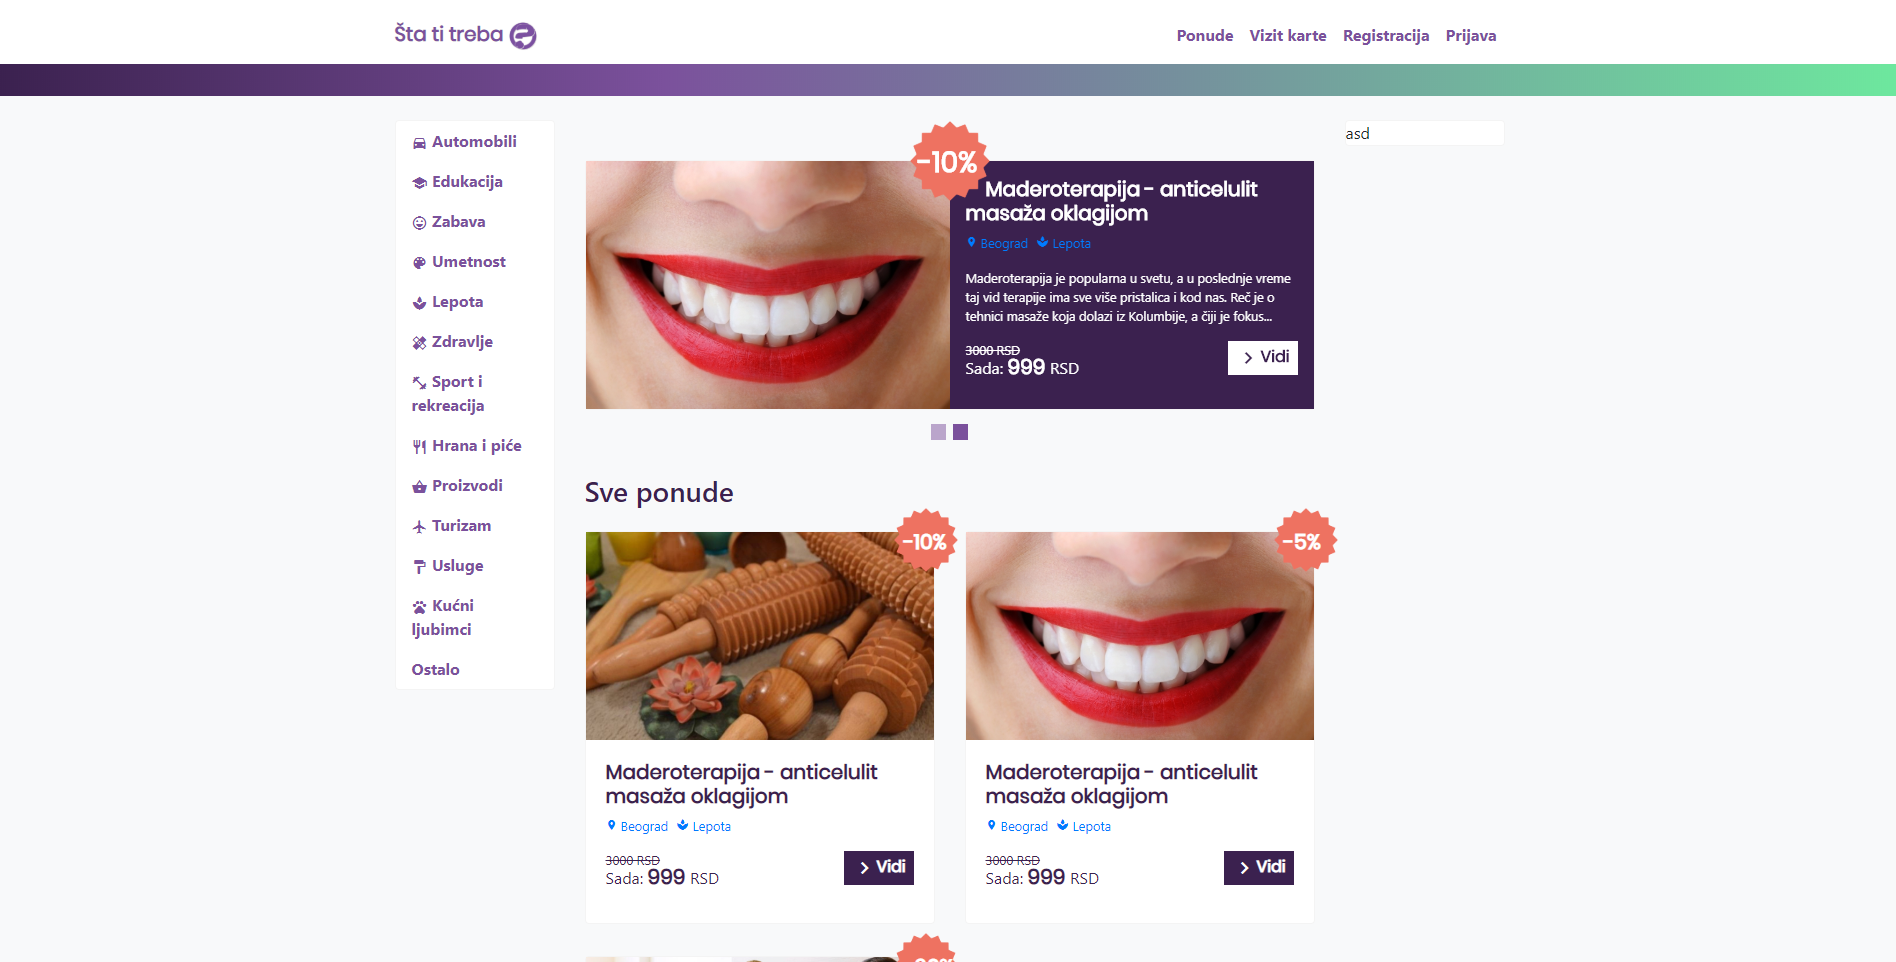 Šta ti treba
Ponude Vizit karte Registracija Prijava
Automobili
Edukacija
Zabava
Umetnost
Lepota
Zdravlje
Sport i
rekreacija
Hrana i piće
Proizvodi
Turizam
Usluge
Kućni
ljubimci
Ostalo
-10%
Maderoterapija - anticelulit
masaža oklagijom
Beograd Lepota
Maderoterapija je popularna u svetu, a u poslednje vreme
taj vid terapije ima sve više pristalica i kod nas. Reč je o
tehnici masaže koja dolazi iz Kolumbije, a čiji je fokus...
3000 RSD
Sada: 999 RSD
Vidi
asd
Sve ponude
-10%
Maderoterapija - anticelulit
masaža oklagijom
Beograd Lepota
3000 RSD
Sada: 999 RSD
Vidi
-5%
Maderoterapija - anticelulit
masaža oklagijom
Beograd Lepota
3000 RSD
Sada: 999 RSD
Vidi